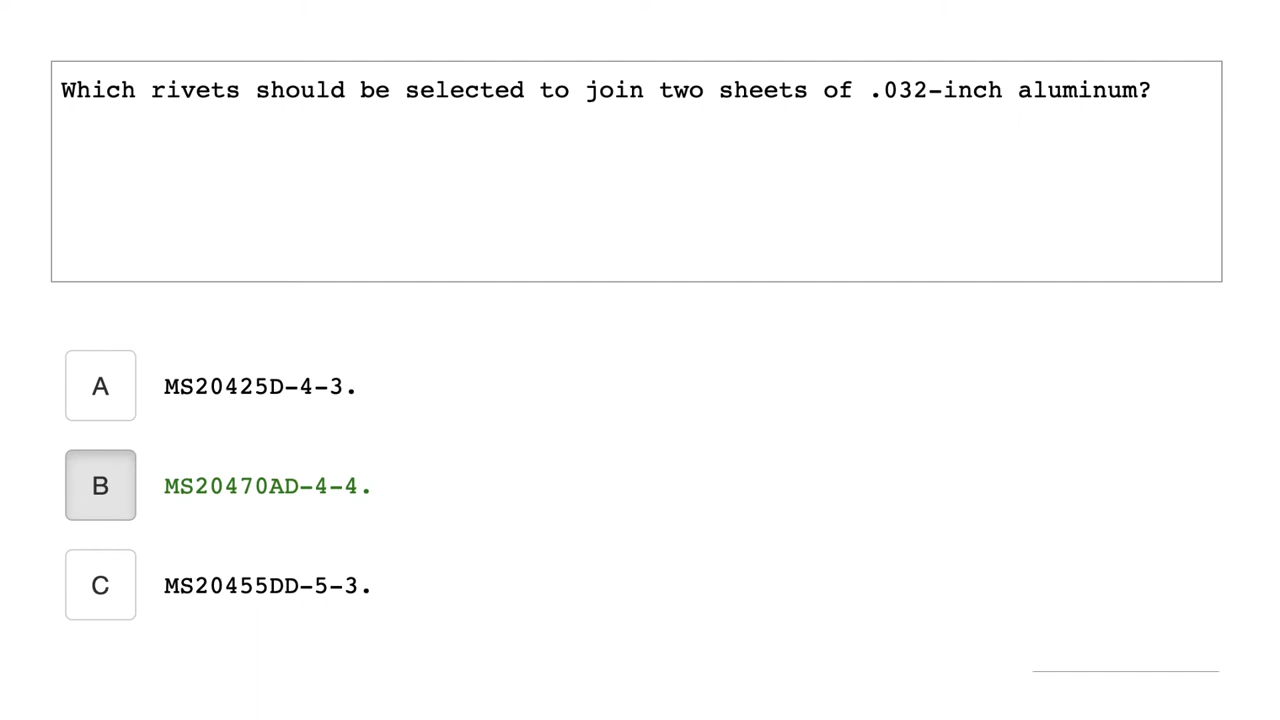 Which rivets should be selected to join two sheets of .032-inch aluminum?
A MS20425D-4-3.
B MS20470AD-4-4.
C MS20455DD-5-3.